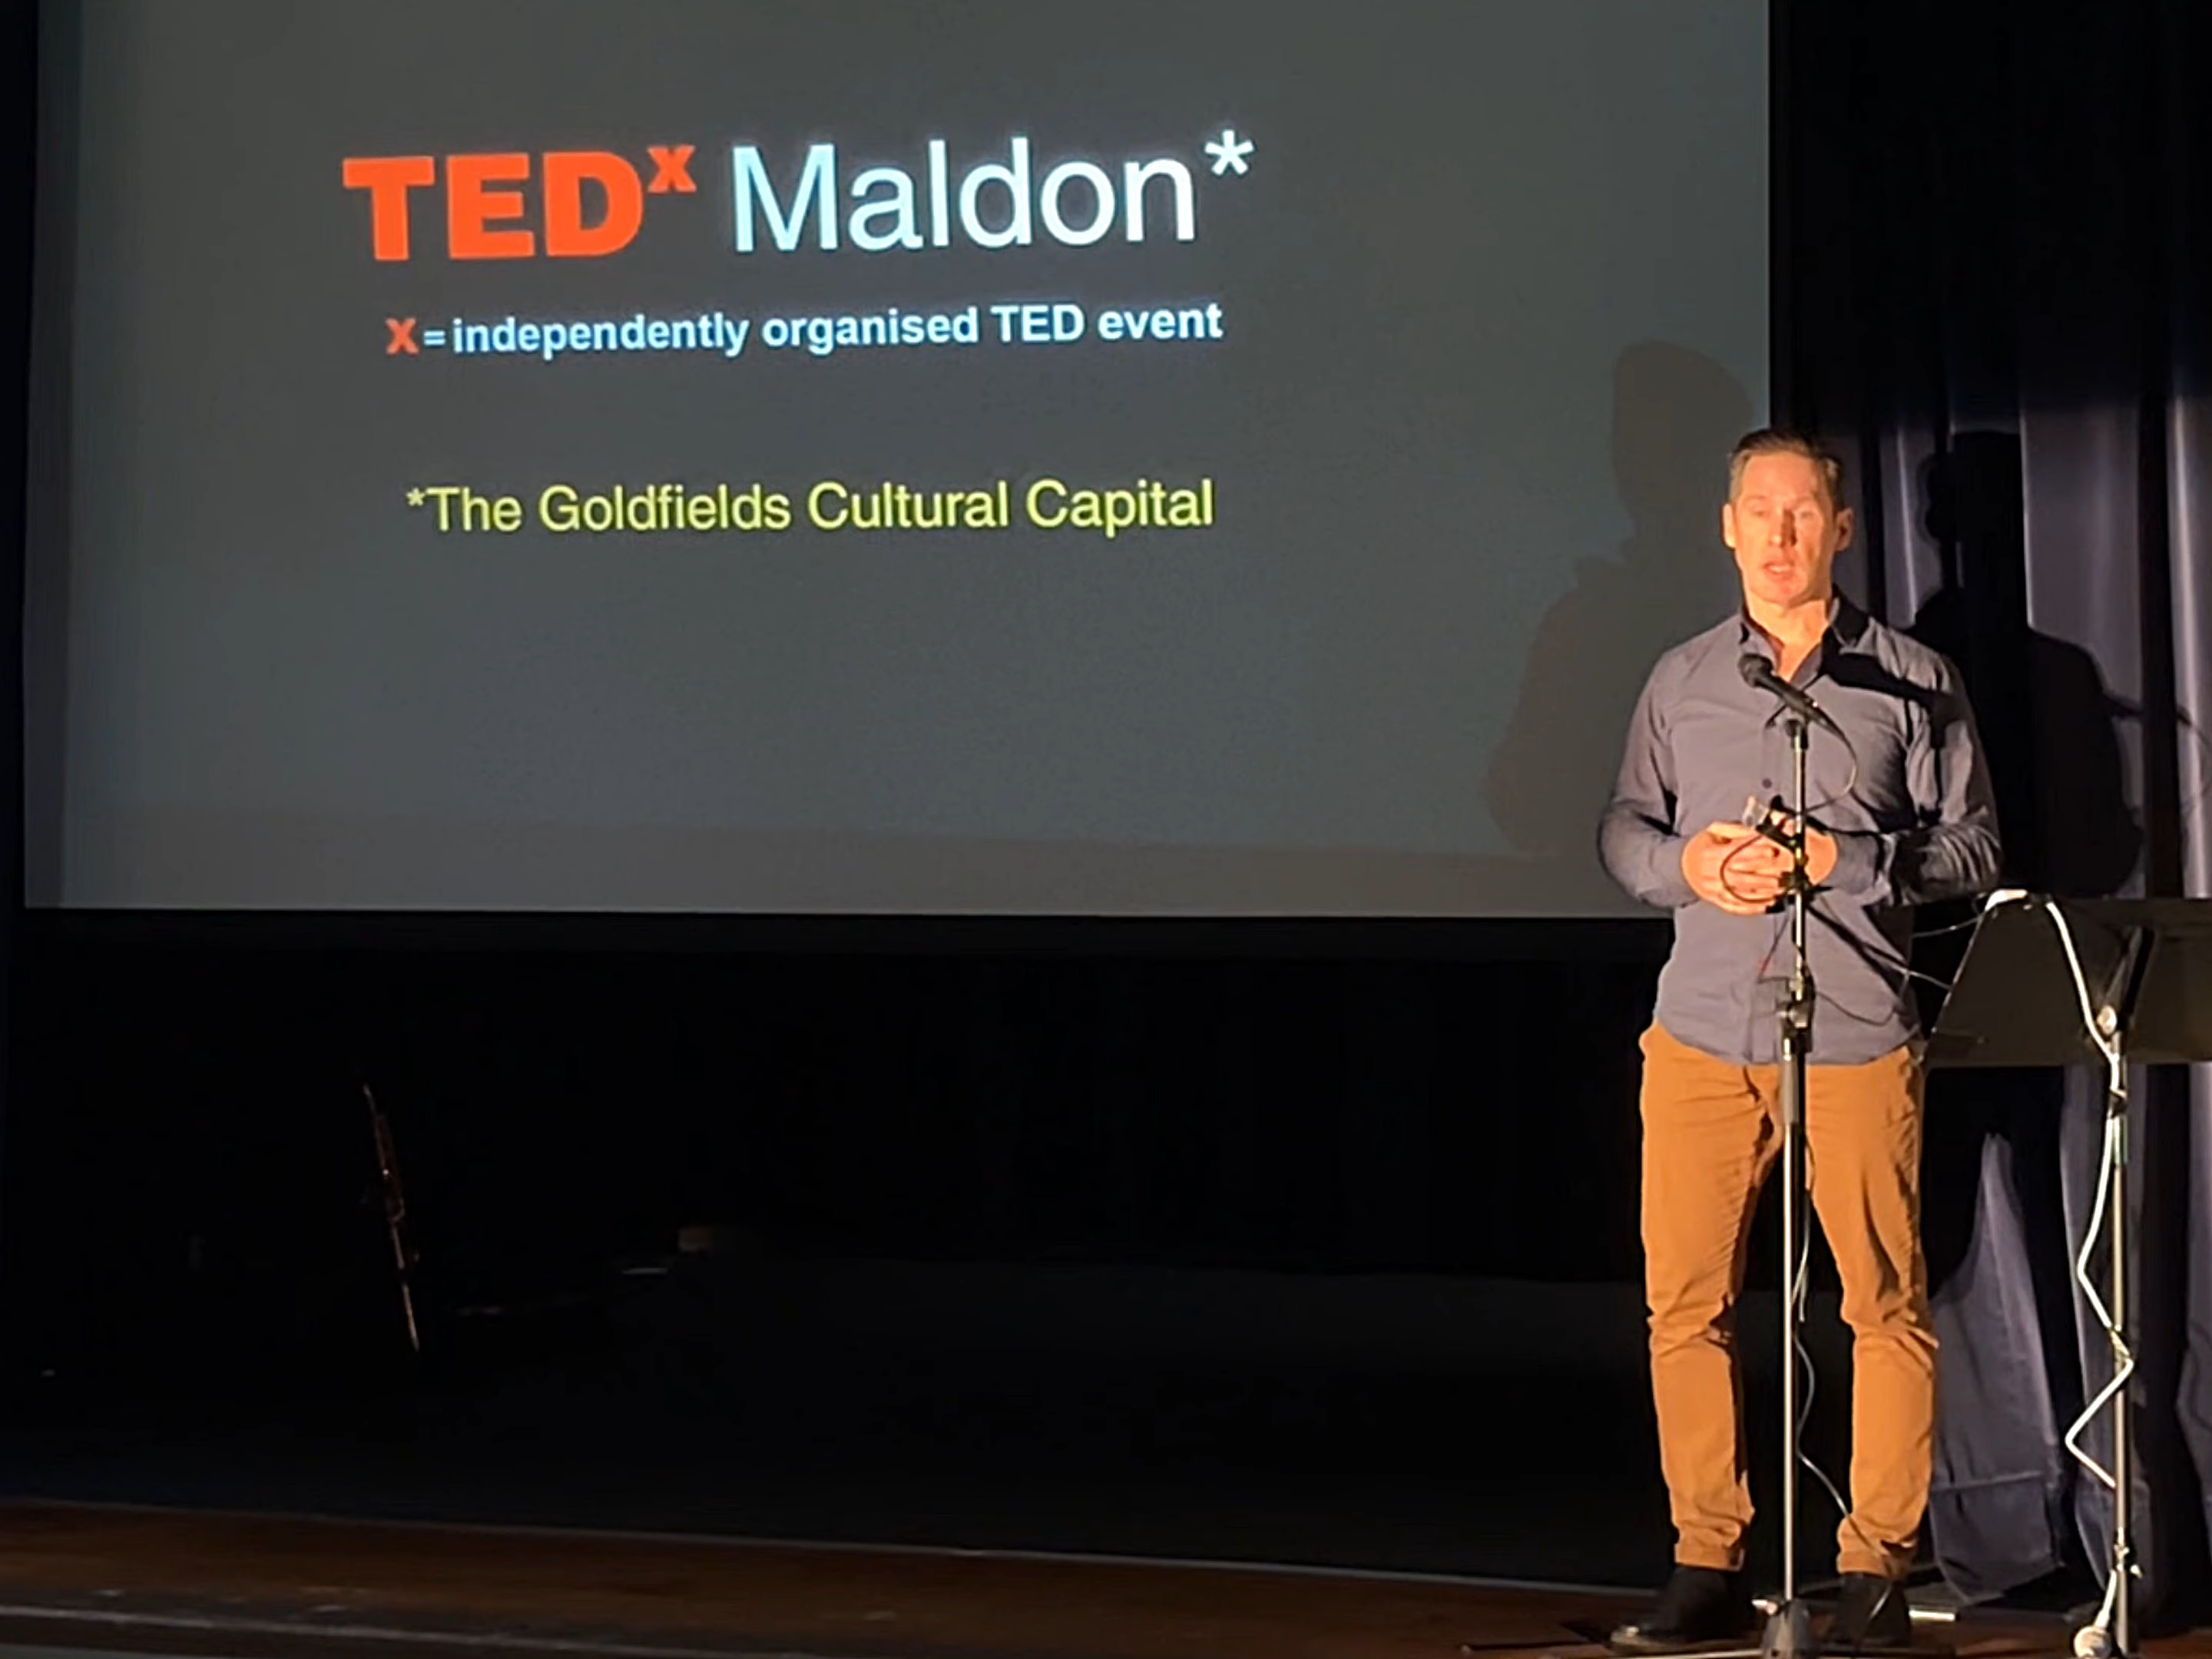 TEDx Maldon*
X = independently organised TED event
*The Goldfields Cultural Capital